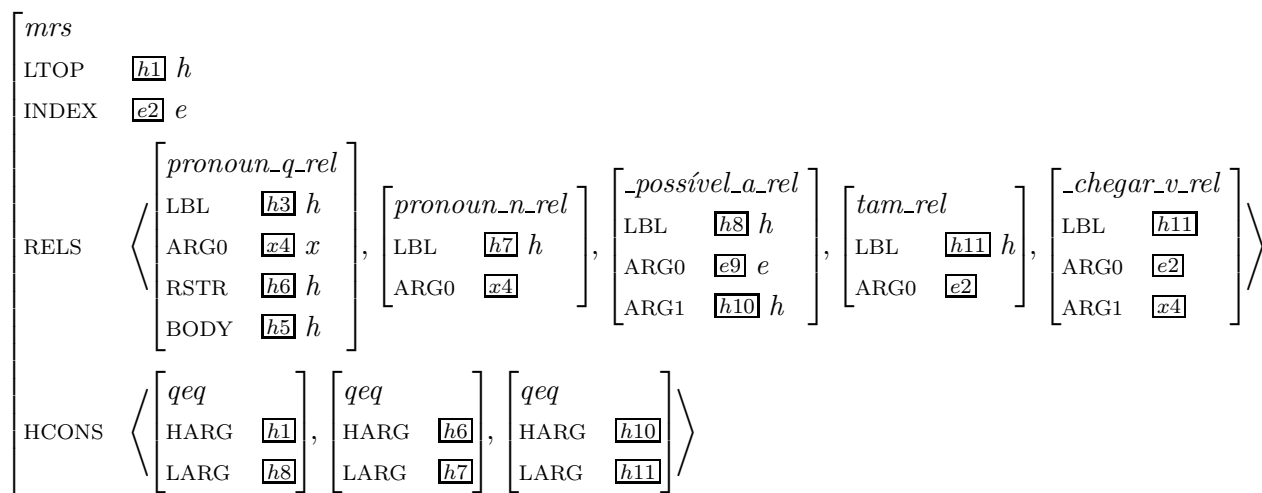 mrs
LTOP h1 h
INDEX e2 e
RELS ⟨ [pronoun_q_rel LBL h3 h ARG0 x4 x RSTR h6 h BODY h5 h], [pronoun_n_rel LBL h7 h ARG0 x4], [_possível_a_rel LBL h8 h ARG0 e9 e ARG1 h10 h], [tam_rel LBL h11 h ARG0 e2], [_chegar_v_rel LBL h11 ARG0 e2 ARG1 x4] ⟩
HCONS ⟨ [qeq HARG h1 LARG h8], [qeq HARG h6 LARG h7], [qeq HARG h10 LARG h11] ⟩